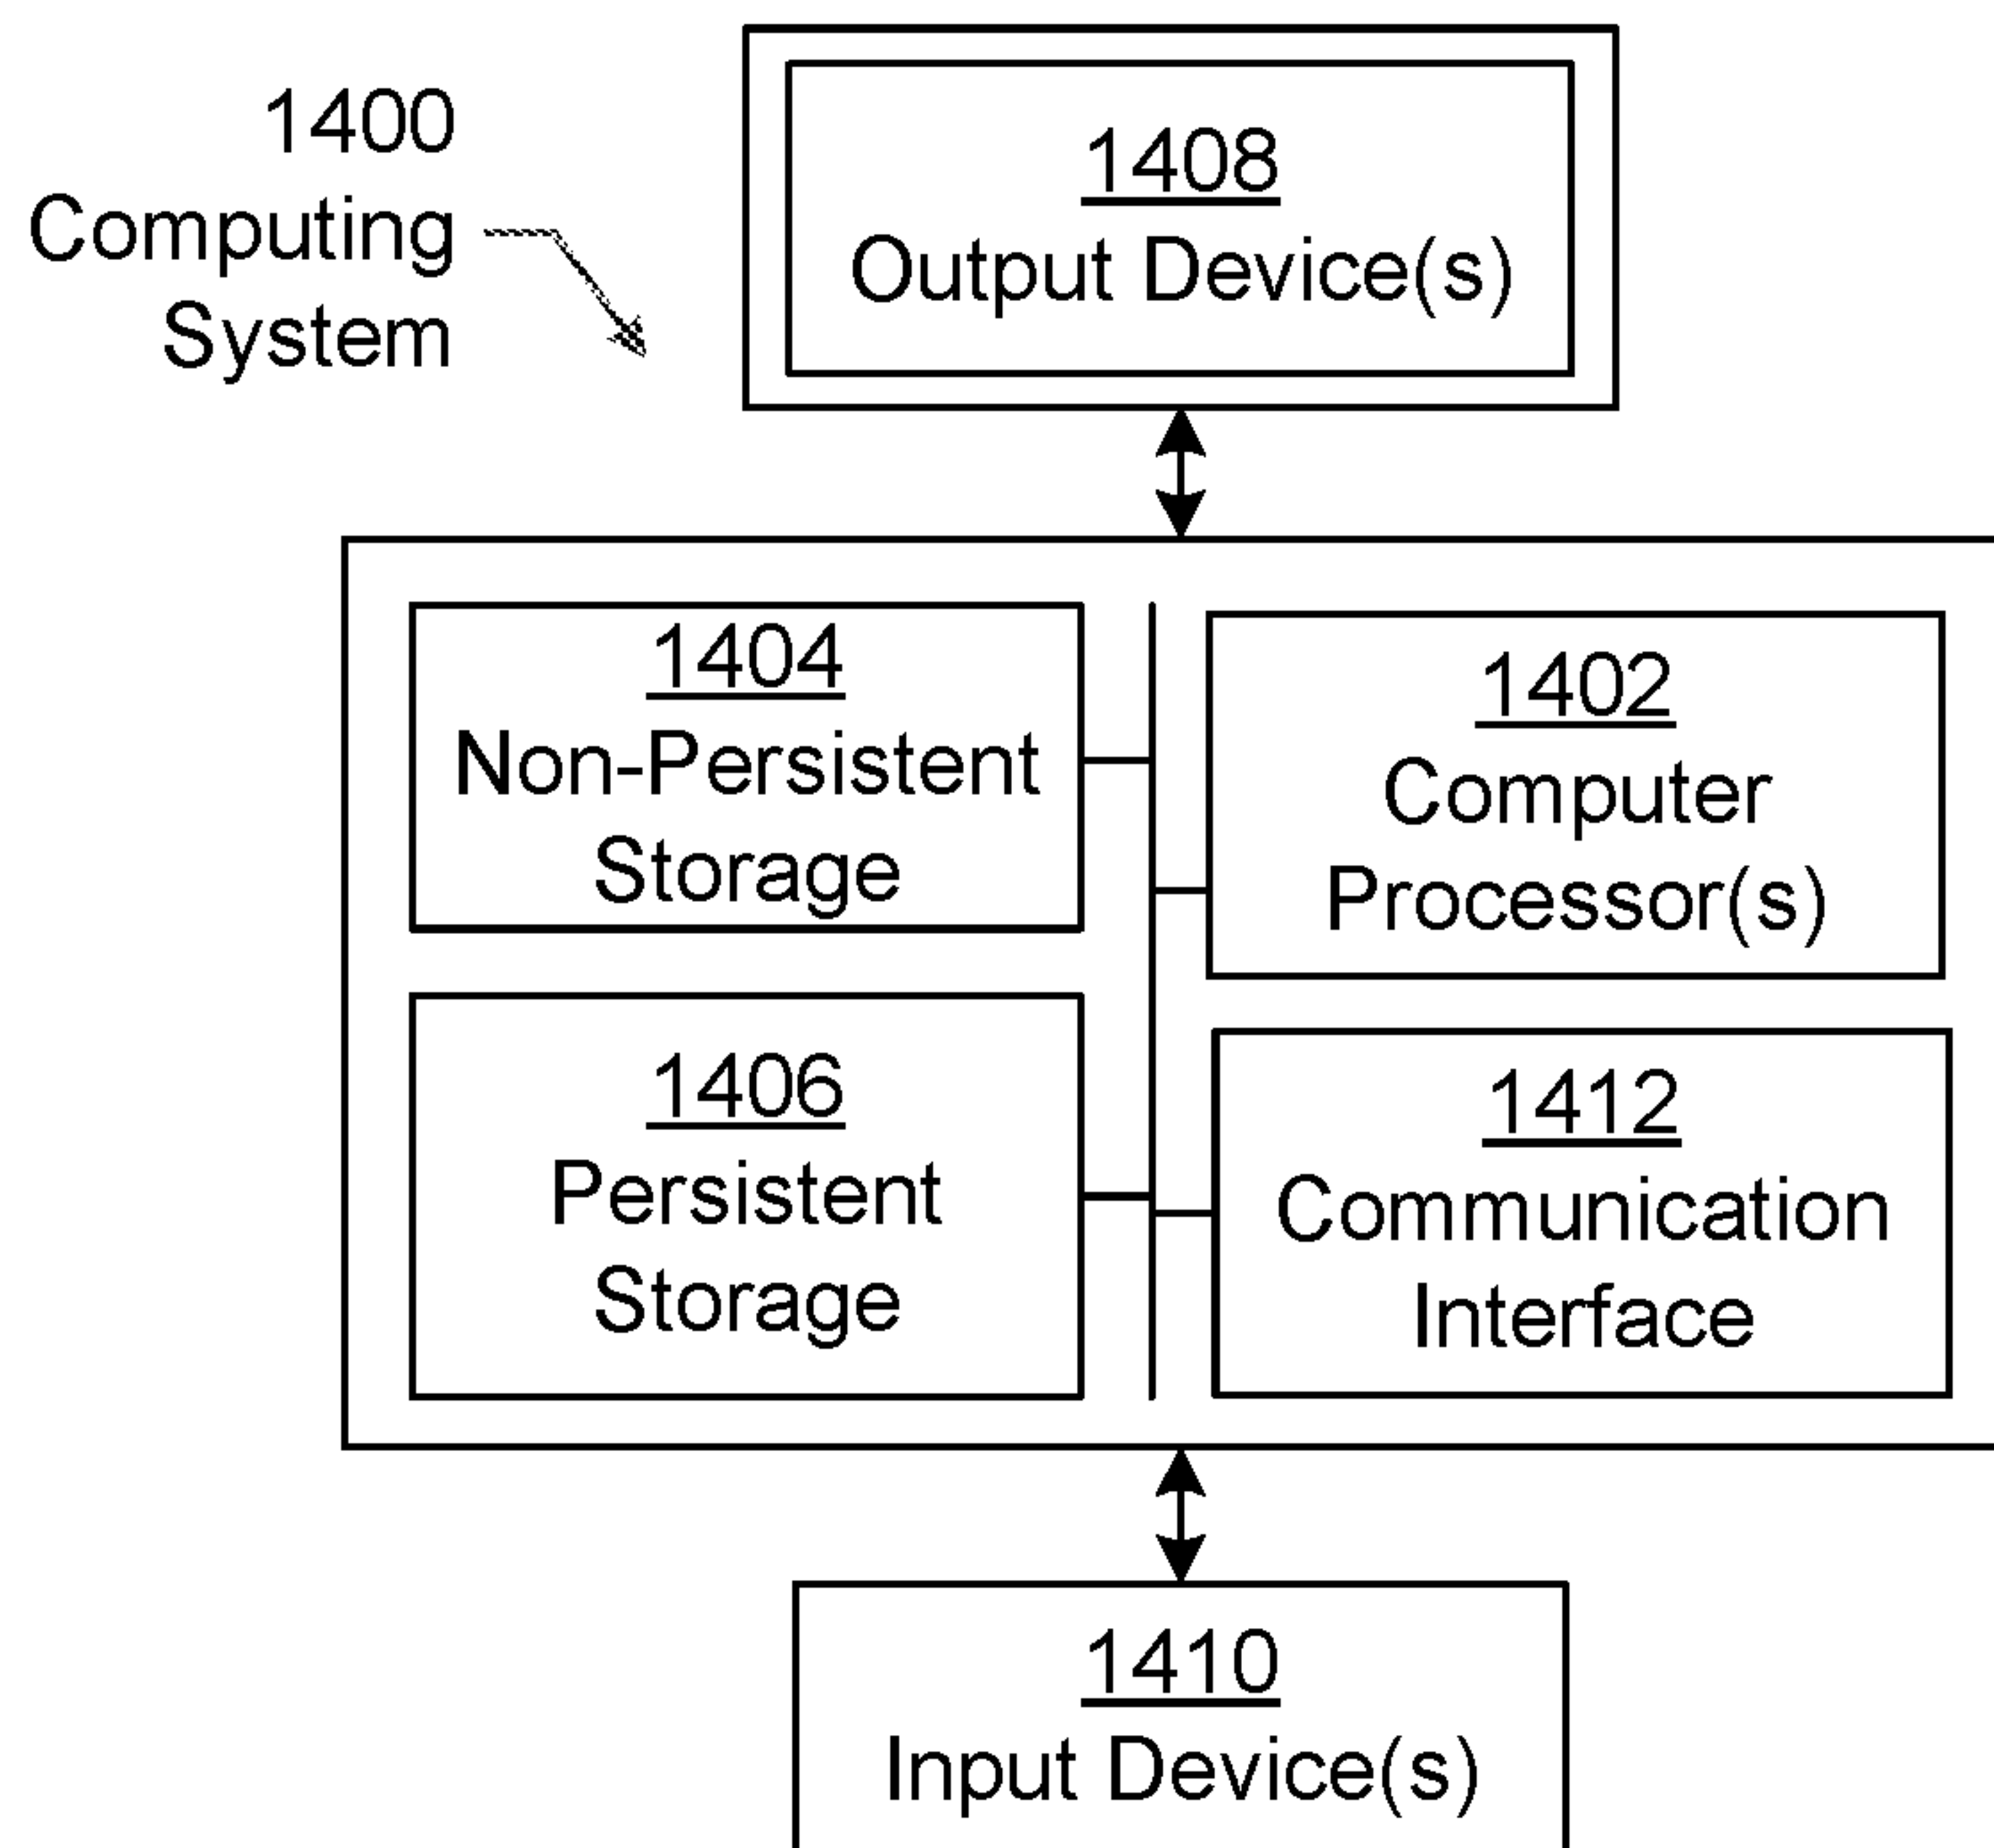 1400
Computing
System
1408
Output Device(s)
1404
Non-Persistent
Storage
1402
Computer
Processor(s)
1406
Persistent
Storage
1412
Communication
Interface
1410
Input Device(s)